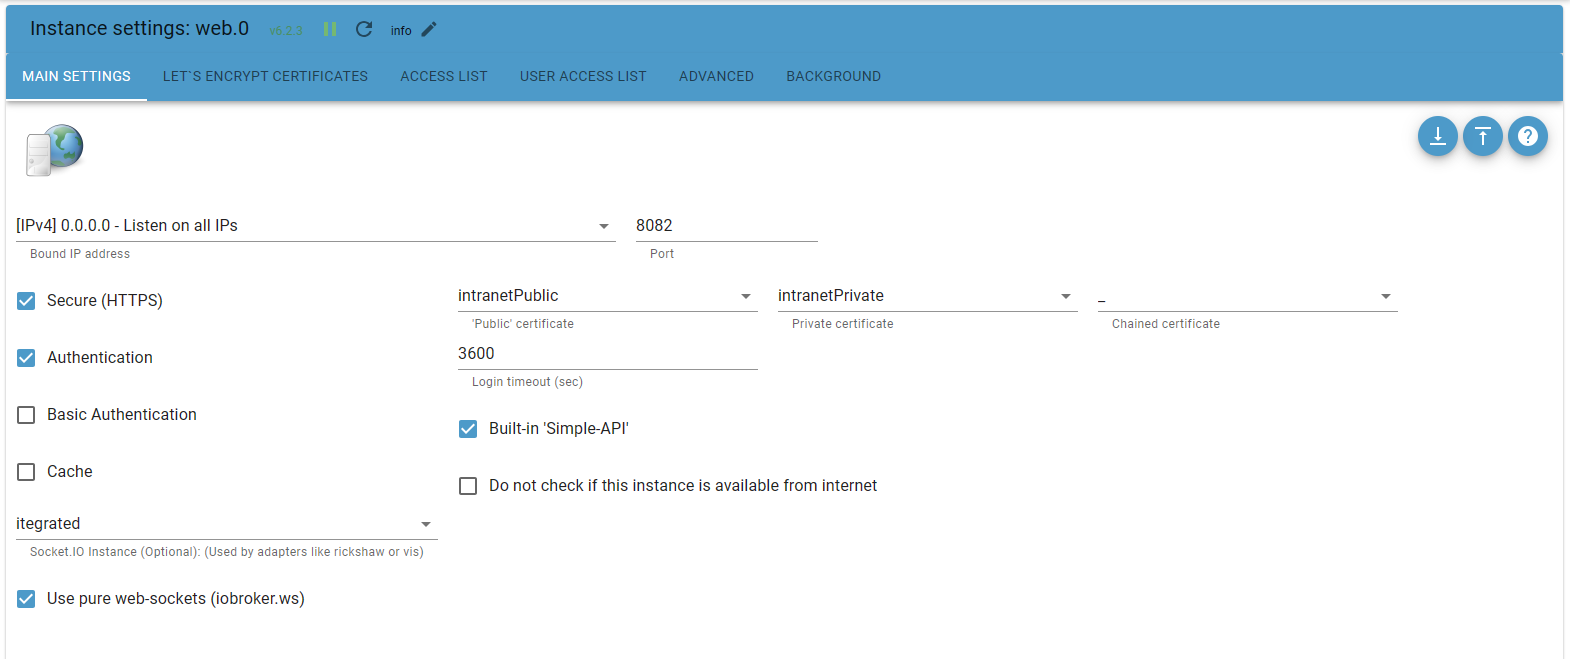 Instance settings: web.0 v6.2.3 info
MAIN SETTINGS LET`S ENCRYPT CERTIFICATES ACCESS LIST USER ACCESS LIST ADVANCED BACKGROUND
[IPv4] 0.0.0.0 - Listen on all IPs 8082
Bound IP address Port
Secure (HTTPS) intranetPublic intranetPrivate _
'Public' certificate Private certificate Chained certificate
Authentication 3600
Login timeout (sec)
Basic Authentication Built-in 'Simple-API'
Cache Do not check if this instance is available from internet
itegrated
Socket.IO Instance (Optional): (Used by adapters like rickshaw or vis)
Use pure web-sockets (iobroker.ws)